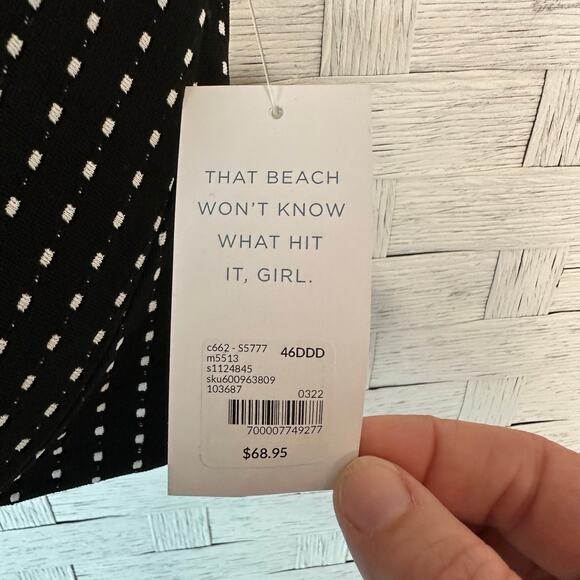 THAT BEACH
WON'T KNOW
WHAT HIT
IT, GIRL.
c662 - S5777 46DDD
m5513
s1124845
sku600963809
103687 0322
700007749277
$68.95